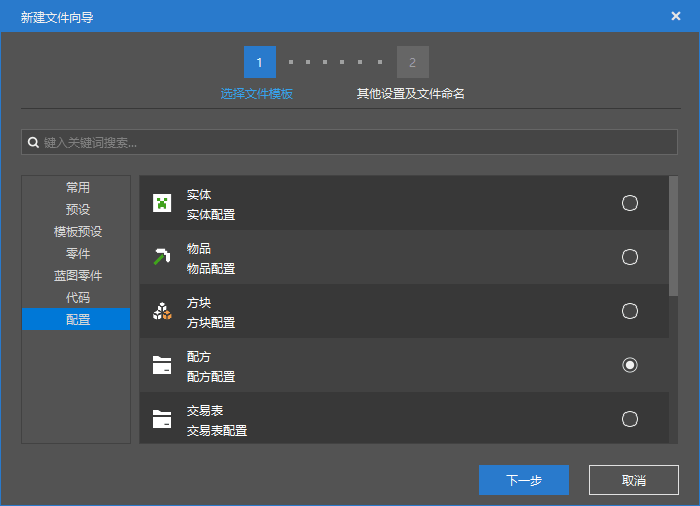 新建文件向导
1
2
选择文件模板
其他设置及文件命名
键入关键词搜索...
常用
预设
模板预设
零件
蓝图零件
代码
配置
实体
实体配置
物品
物品配置
方块
方块配置
配方
配方配置
交易表
交易表配置
下一步
取消